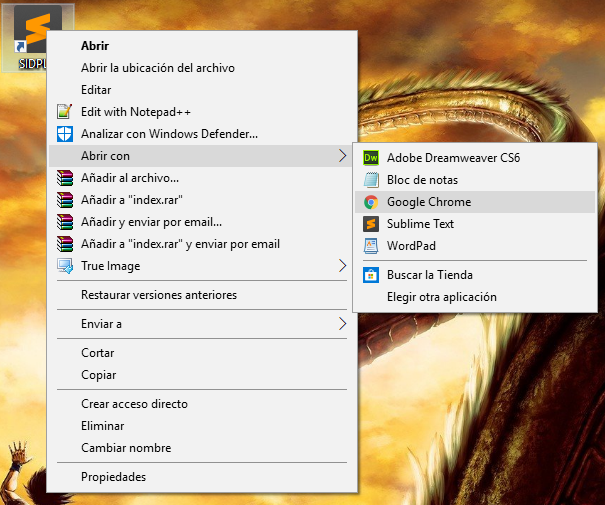 Abrir
Abrir la ubicación del archivo
Editar
Edit with Notepad++
Analizar con Windows Defender...
Abrir con
Añadir al archivo...
Añadir a "index.rar"
Añadir y enviar por email...
Añadir a "index.rar" y enviar por email
True Image
Restaurar versiones anteriores
Enviar a
Cortar
Copiar
Crear acceso directo
Eliminar
Cambiar nombre
Propiedades
Dw Adobe Dreamweaver CS6
Bloc de notas
Google Chrome
Sublime Text
WordPad
Buscar la Tienda
Elegir otra aplicación